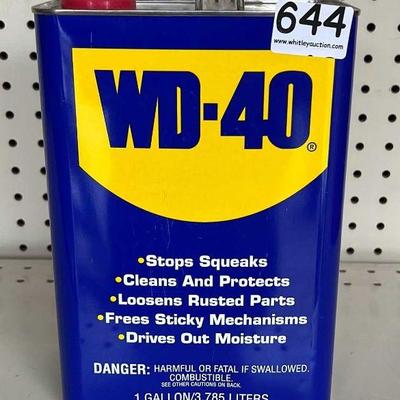 644
www.whitleyauction.com
WD-40®
•Stops Squeaks
•Cleans And Protects
•Loosens Rusted Parts
•Frees Sticky Mechanisms
•Drives Out Moisture
DANGER: HARMFUL OR FATAL IF SWALLOWED.
COMBUSTIBLE.
SEE OTHER CAUTIONS ON BACK.
1 GALLON/3.785 LITERS